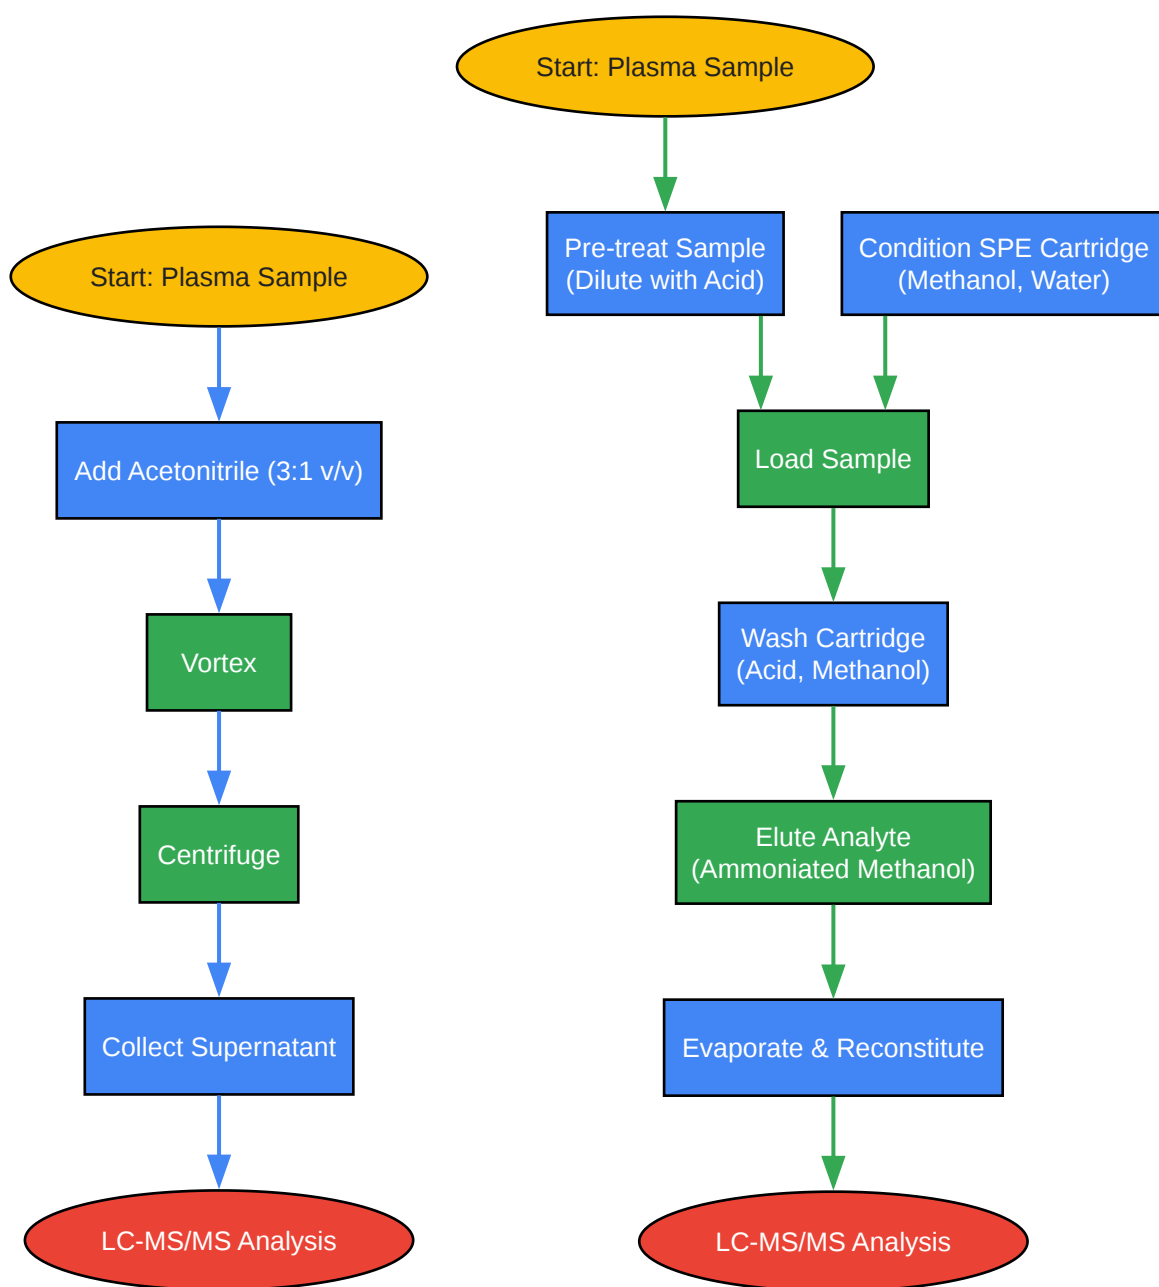 Start: Plasma Sample
Add Acetonitrile (3:1 v/v)
Vortex
Centrifuge
Collect Supernatant
LC-MS/MS Analysis
Start: Plasma Sample
Pre-treat Sample
(Dilute with Acid)
Condition SPE Cartridge
(Methanol, Water)
Load Sample
Wash Cartridge
(Acid, Methanol)
Elute Analyte
(Ammoniated Methanol)
Evaporate & Reconstitute
LC-MS/MS Analysis